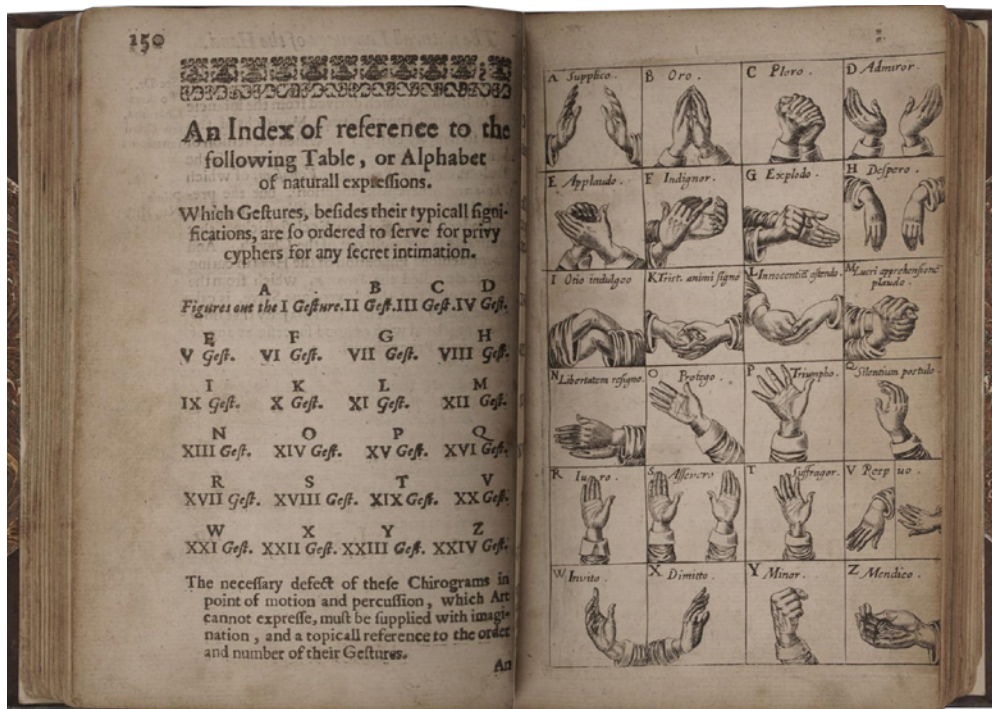 150
An Index of reference to the
following Table, or Alphabet
of naturall expreſſions.
Which Geſtures, beſides their typicall ſigni-
fications, are ſo ordered to ſerve for privy
cyphers for any ſecret intimation.
A B C D
Figures out the I Geſture. II Geſt. III Geſt. IV Geſt.
E F G H
V Geſt. VI Geſt. VII Geſt. VIII Geſt.
I K L M
IX Geſt. X Geſt. XI Geſt. XII Geſt.
N O P Q
XIII Geſt. XIV Geſt. XV Geſt. XVI Geſt.
R S T V
XVII Geſt. XVIII Geſt. XIX Geſt. XX Geſt.
W X Y Z
XXI Geſt. XXII Geſt. XXIII Geſt. XXIV Geſt.
The neceſſary defect of theſe Chirograms in
point of motion and percuſſion, which Art
cannot expreſſe, muſt be ſupplied with imagi-
nation, and a topicall reference to the order
and number of their Geſtures.
An
A Supplico.
B Oro.
C Ploro.
D Admiror.
E Applaudo.
F Indignor.
G Explodo.
H Despero.
I Otio indulgeo
K Trist. animi signo
L Innocentiã ostendo.
M Lucri apprehensionē
plaudo.
N Libertatem resigno.
O Protego.
P Triumpho.
Q Silentium postulo.
R Iuro.
S Assevero
T Suffragor.
V Respuo.
W Invito.
X Dimitto.
Y Minor.
Z Mendico.